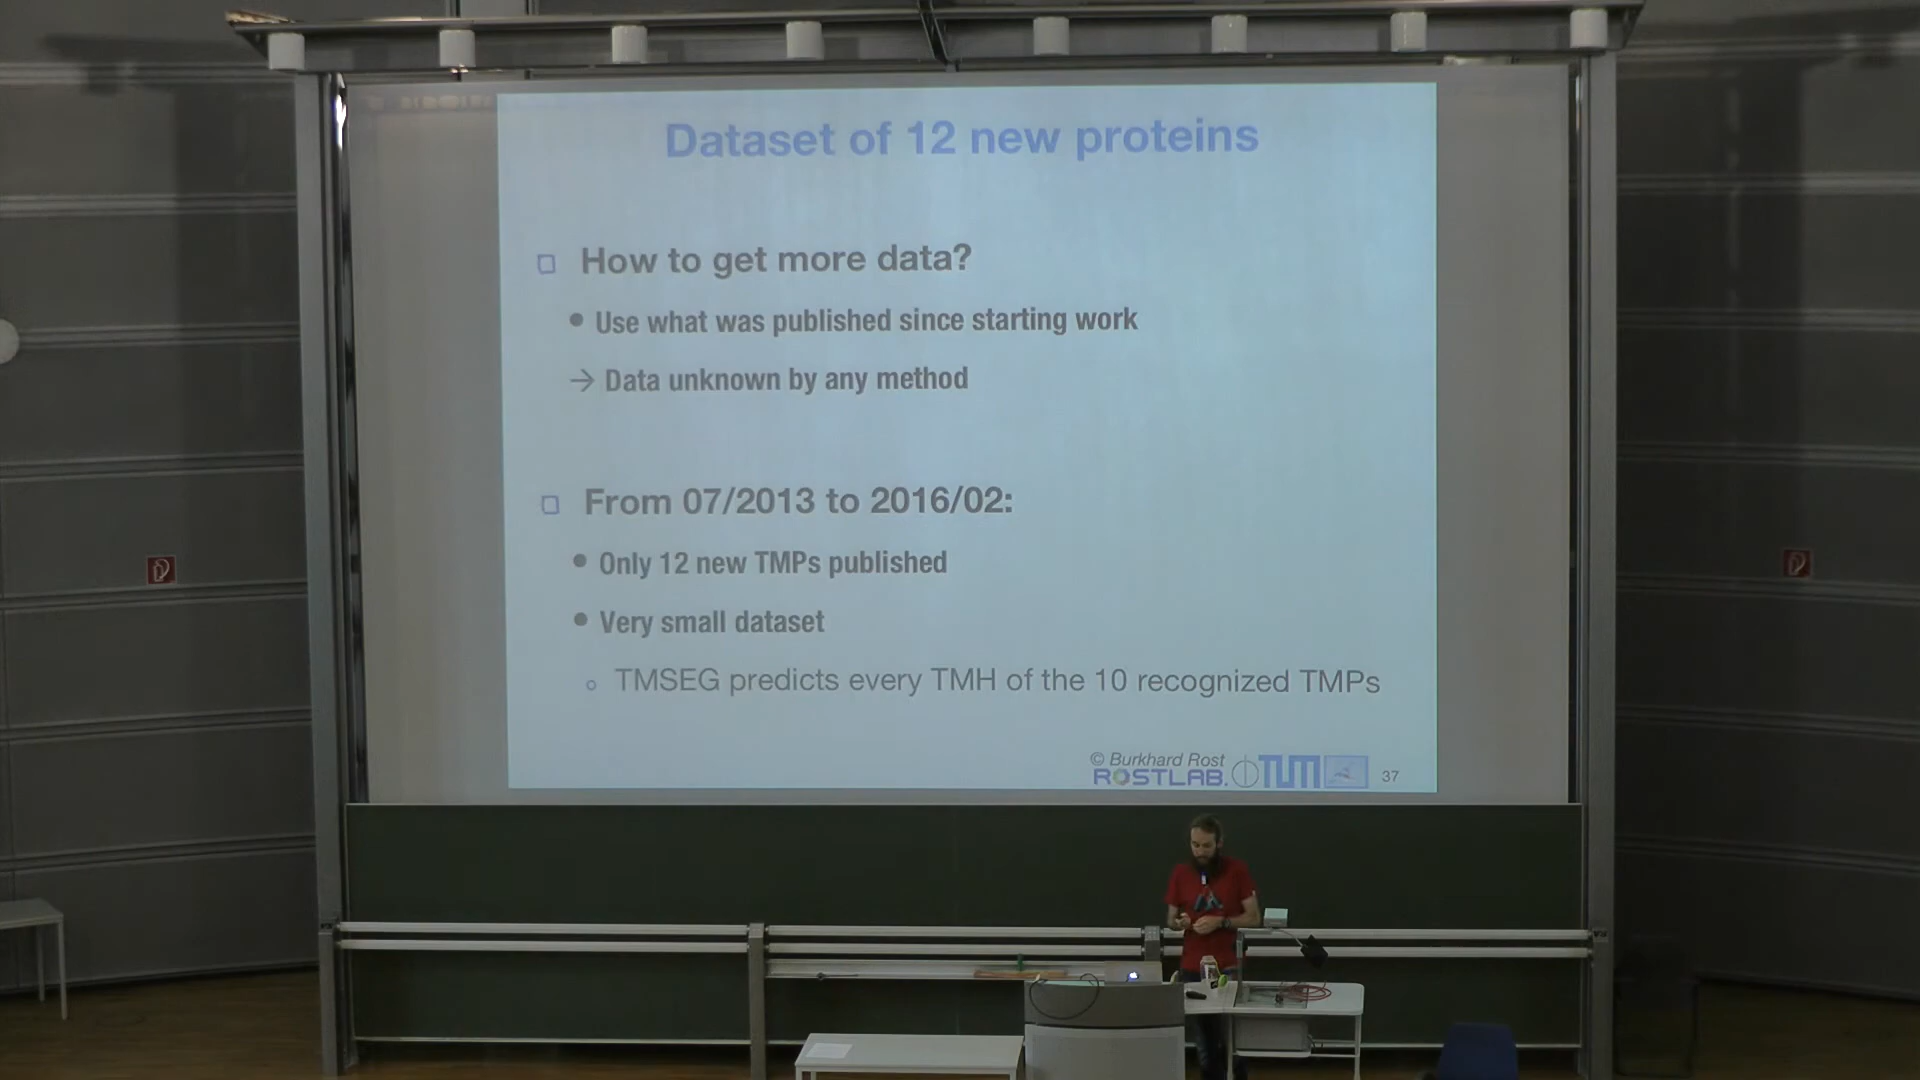 Dataset of 12 new proteins
How to get more data?
Use what was published since starting work
→ Data unknown by any method
From 07/2013 to 2016/02:
Only 12 new TMPs published
Very small dataset
TMSEG predicts every TMH of the 10 recognized TMPs
© Burkhard Rost
ROSTLAB. TUM
37